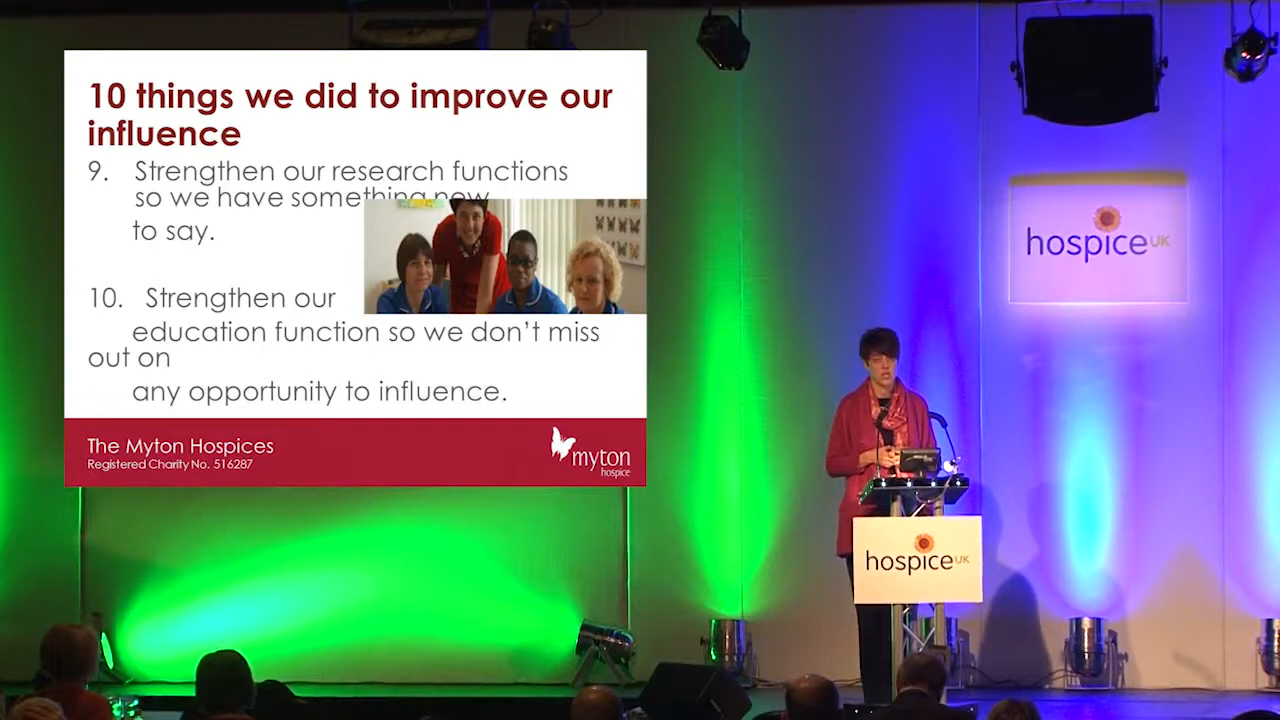 10 things we did to improve our
influence
9. Strengthen our research functions
so we have something new
to say.
10. Strengthen our
education function so we don’t miss
out on
any opportunity to influence.
The Myton Hospices
Registered Charity No. 516287
myton
hospice
hospice UK
hospice UK